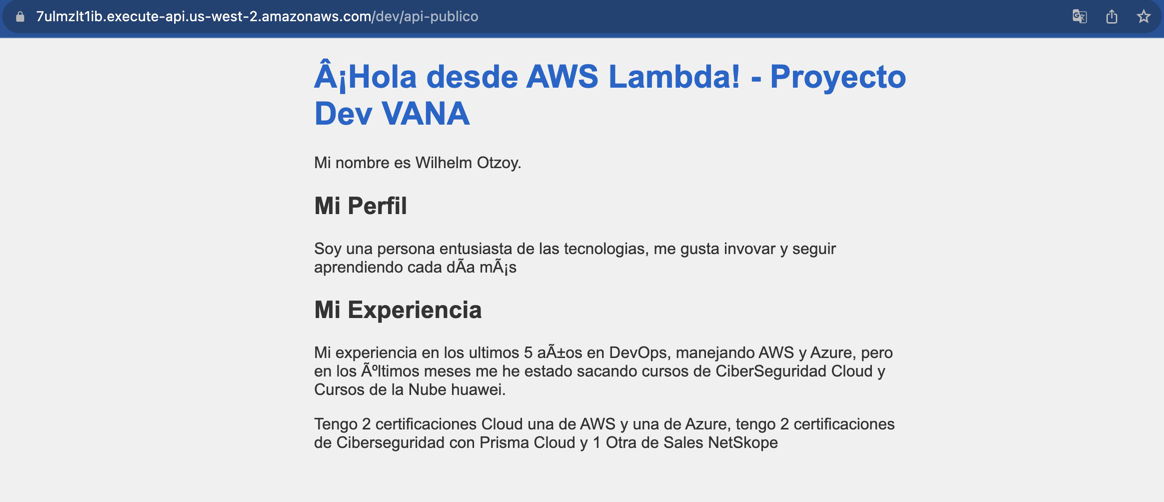 7ulmzlt1ib.execute-api.us-west-2.amazonaws.com/dev/api-publico
Â¡Hola desde AWS Lambda! - Proyecto
Dev VANA
Mi nombre es Wilhelm Otzoy.
Mi Perfil
Soy una persona entusiasta de las tecnologias, me gusta invovar y seguir
aprendiendo cada dÃa mÃ¡s
Mi Experiencia
Mi experiencia en los ultimos 5 aÃ±os en DevOps, manejando AWS y Azure, pero
en los Ãºltimos meses me he estado sacando cursos de CiberSeguridad Cloud y
Cursos de la Nube huawei.
Tengo 2 certificaciones Cloud una de AWS y una de Azure, tengo 2 certificaciones
de Ciberseguridad con Prisma Cloud y 1 Otra de Sales NetSkope